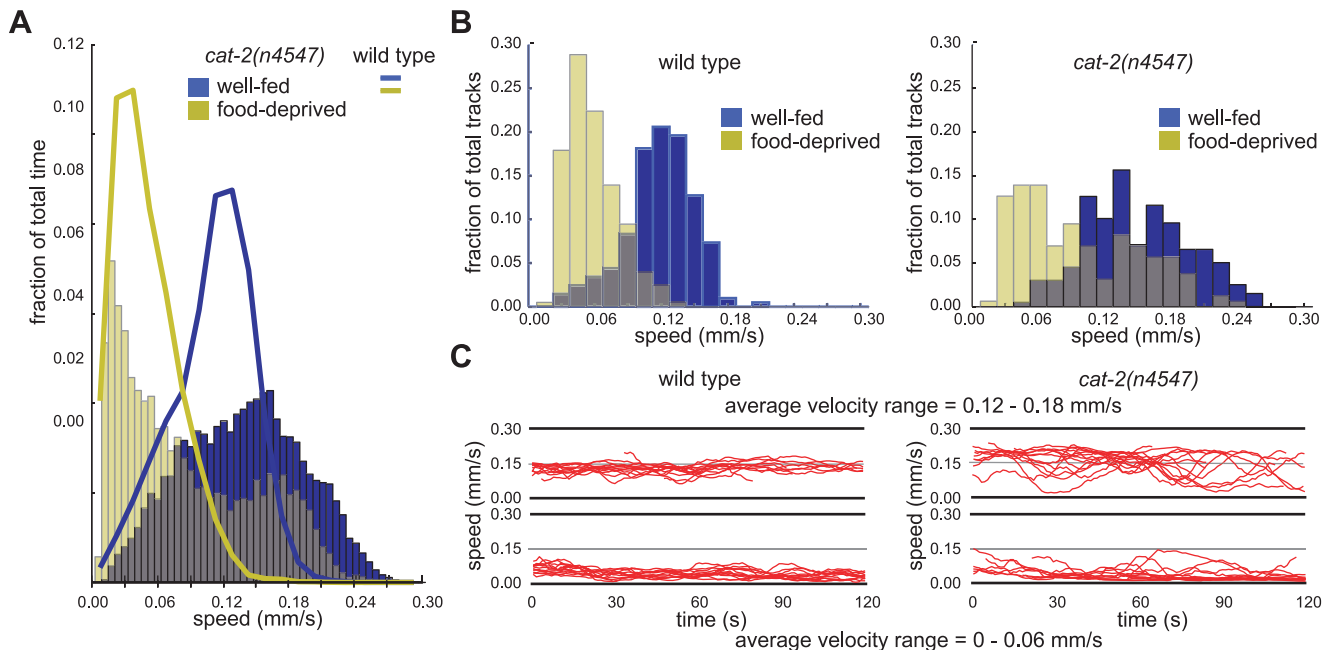 A
cat-2(n4547) wild type
well-fed
food-deprived
fraction of total time
0.12
0.10
0.08
0.06
0.04
0.02
0.00
0.00 0.06 0.12 0.18 0.24 0.30
speed (mm/s)
B
wild type
well-fed
food-deprived
fraction of total tracks
0.30
0.25
0.20
0.15
0.10
0.05
0.00
0.00 0.06 0.12 0.18 0.24 0.30
speed (mm/s)
cat-2(n4547)
well-fed
food-deprived
fraction of total tracks
0.30
0.25
0.20
0.15
0.10
0.05
0.00
0.00 0.06 0.12 0.18 0.24 0.30
speed (mm/s)
C
wild type cat-2(n4547)
average velocity range = 0.12 - 0.18 mm/s
speed (mm/s)
0.30
0.15
0.00
0.30
0.15
0.00
0 30 60 90 120
time (s)
speed (mm/s)
0.30
0.15
0.00
0.30
0.15
0.00
0 30 60 90 120
time (s)
average velocity range = 0 - 0.06 mm/s